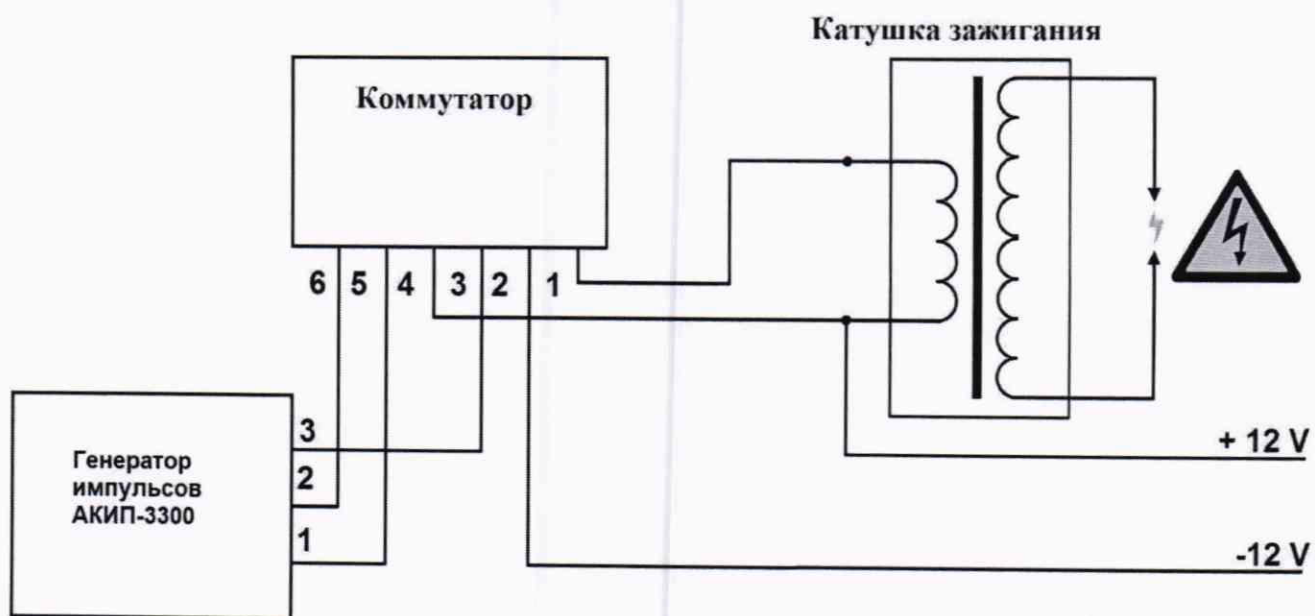 Катушка зажигания
Коммутатор
6 5 4 3 2 1
3
Генератор
импульсов
АКИП-3300
2
1
+ 12 V
-12 V